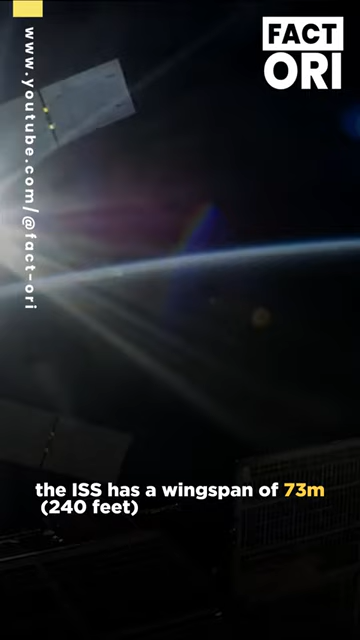 FACT
ORI
www.youtube.com/@fact-ori
the ISS has a wingspan of 73m
(240 feet)